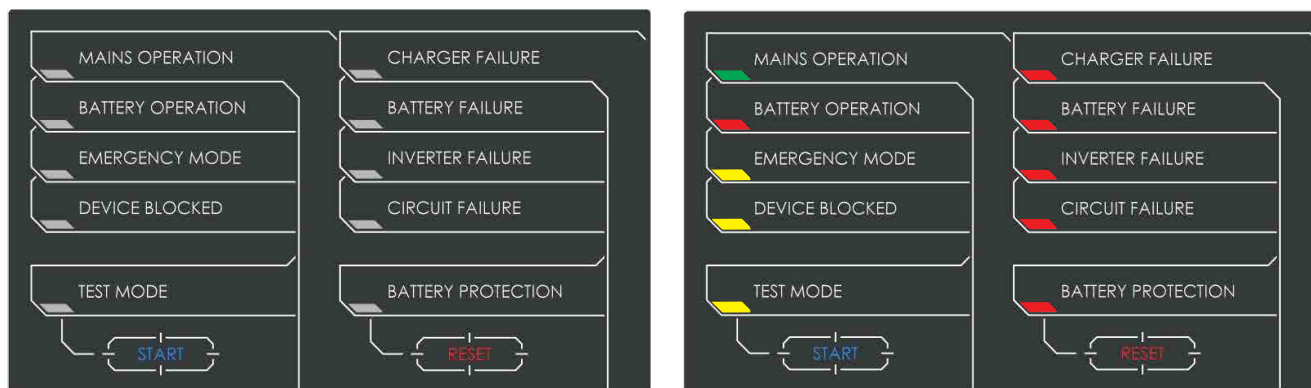 MAINS OPERATION
BATTERY OPERATION
EMERGENCY MODE
DEVICE BLOCKED
TEST MODE
START
CHARGER FAILURE
BATTERY FAILURE
INVERTER FAILURE
CIRCUIT FAILURE
BATTERY PROTECTION
RESET
MAINS OPERATION
BATTERY OPERATION
EMERGENCY MODE
DEVICE BLOCKED
TEST MODE
START
CHARGER FAILURE
BATTERY FAILURE
INVERTER FAILURE
CIRCUIT FAILURE
BATTERY PROTECTION
RESET